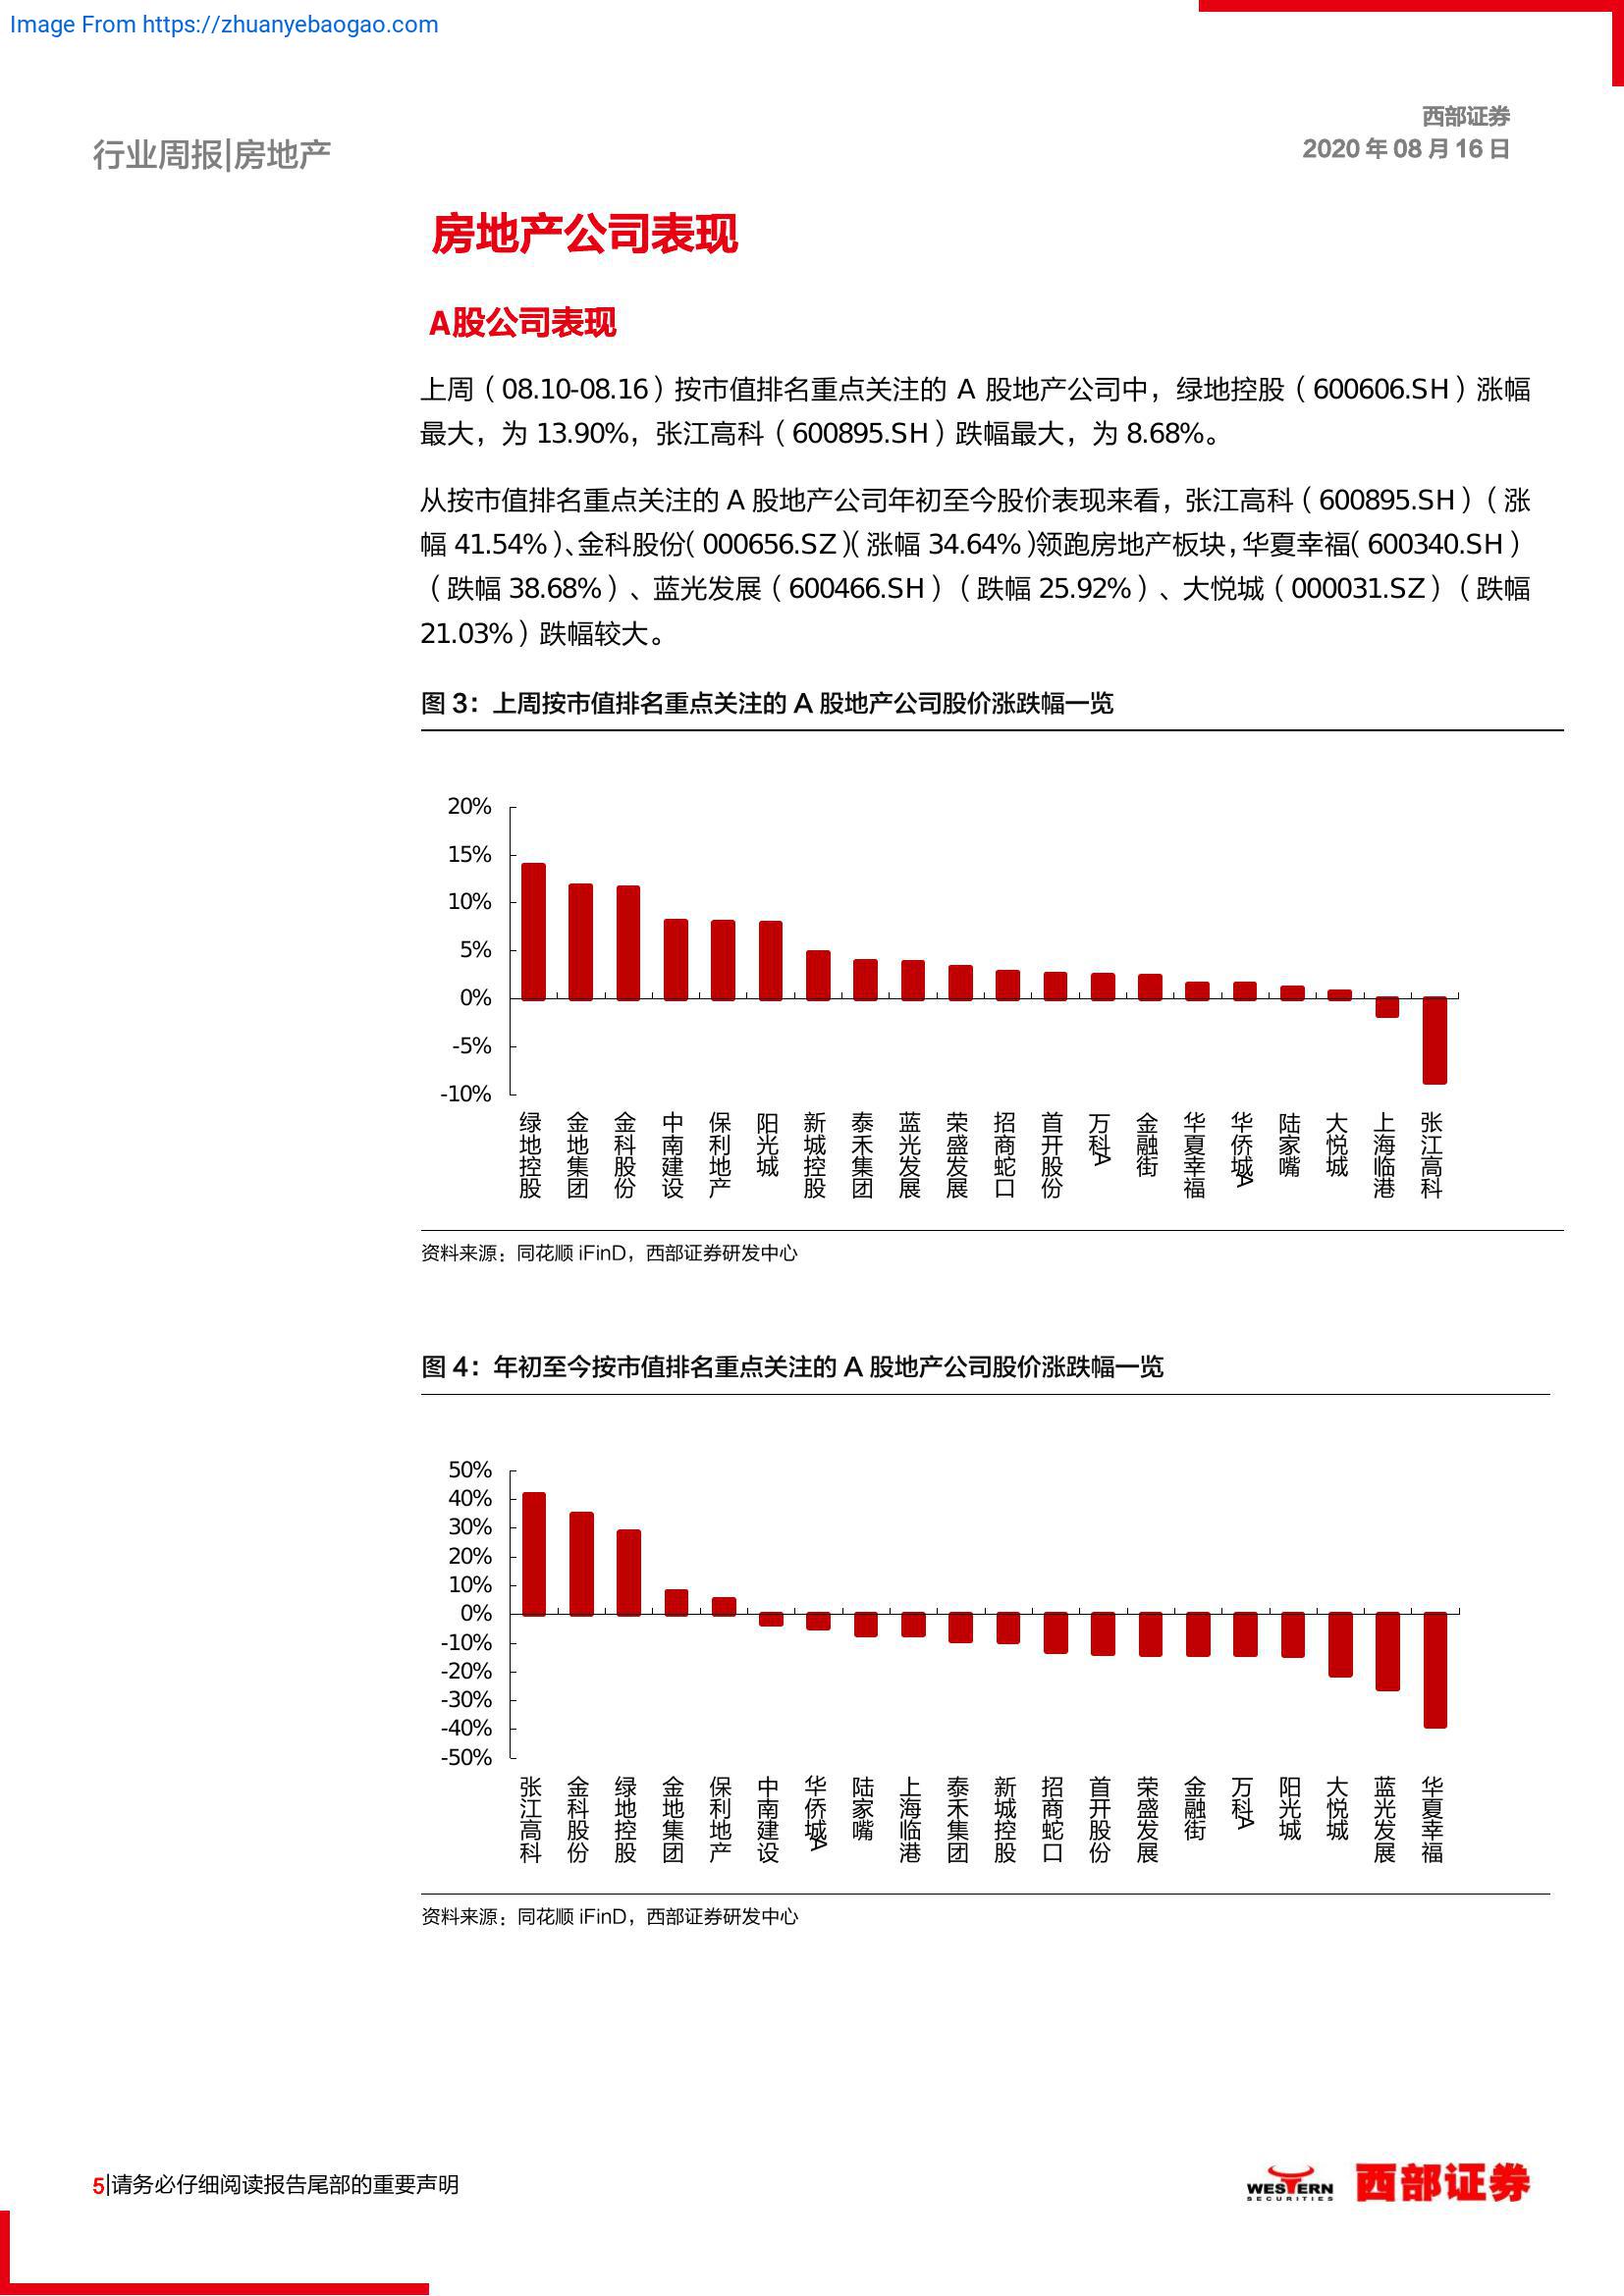 Image From https://zhuanyebaogao.com
西部证券
2020 年 08 月 16 日
行业周报|房地产
房地产公司表现
A股公司表现
上周（08.10-08.16）按市值排名重点关注的 A 股地产公司中，绿地控股（600606.SH）涨幅
最大，为 13.90%，张江高科（600895.SH）跌幅最大，为 8.68%。
从按市值排名重点关注的 A 股地产公司年初至今股价表现来看，张江高科（600895.SH）（涨
幅 41.54%）、金科股份（000656.SZ）（涨幅 34.64%）领跑房地产板块，华夏幸福（600340.SH）
（跌幅 38.68%）、蓝光发展（600466.SH）（跌幅 25.92%）、大悦城（000031.SZ）（跌幅
21.03%）跌幅较大。
图 3：上周按市值排名重点关注的 A 股地产公司股价涨跌幅一览
20%
15%
10%
5%
0%
-5%
-10%
绿地控股
金地集团
金科股份
中南建设
保利地产
阳光城
新城控股
泰禾集团
蓝光发展
荣盛发展
招商蛇口
首开股份
万科A
金融街
华夏幸福
华侨城A
陆家嘴
大悦城
上海临港
张江高科
资料来源：同花顺 iFinD，西部证券研发中心
图 4：年初至今按市值排名重点关注的 A 股地产公司股价涨跌幅一览
50%
40%
30%
20%
10%
0%
-10%
-20%
-30%
-40%
-50%
张江高科
金科股份
绿地控股
金地集团
保利地产
中南建设
华侨城A
陆家嘴
上海临港
泰禾集团
新城控股
招商蛇口
首开股份
荣盛发展
金融街
万科A
阳光城
大悦城
蓝光发展
华夏幸福
资料来源：同花顺 iFinD，西部证券研发中心
5|请务必仔细阅读报告尾部的重要声明
WESTERN
SECURITIES
西部证券